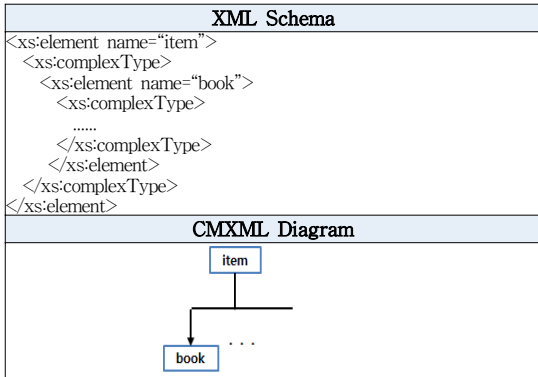 XML Schema
<xs:element name=“item”>
<xs:complexType>
<xs:element name=“book”>
<xs:complexType>
......
</xs:complexType>
</xs:element>
</xs:complexType>
</xs:element>
CMXML Diagram
item
. . .
book